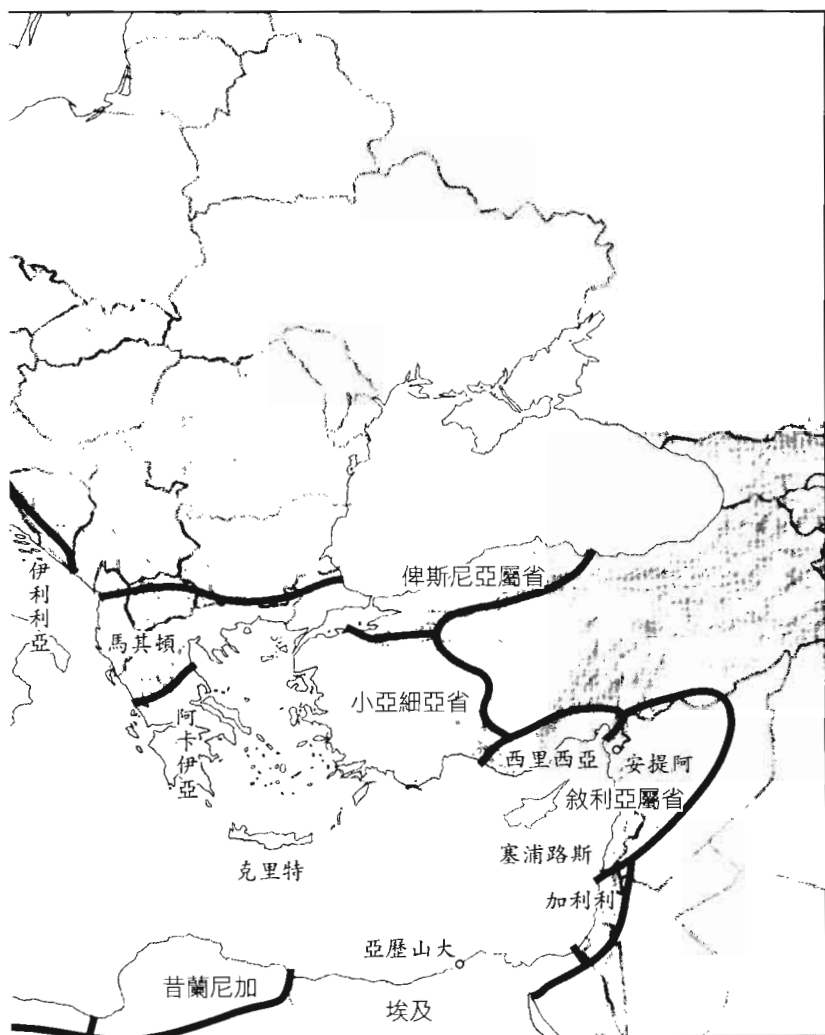 俾斯尼亞屬省
伊利利亞
馬其頓
小亞細亞省
阿卡伊亞
西里西亞
安提阿
敘利亞屬省
塞浦路斯
克里特
加利利
亞歷山大
昔蘭尼加
埃及